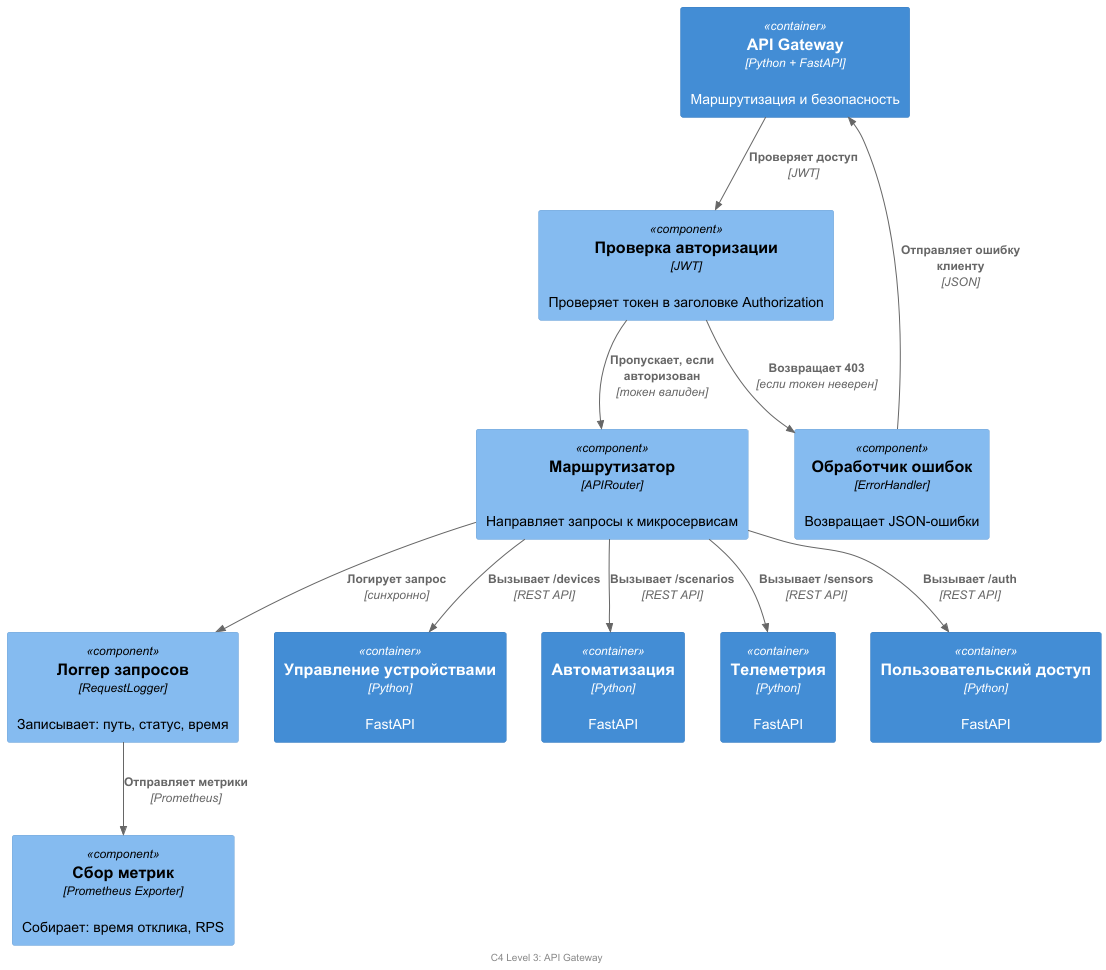 «container»
API Gateway
[Python + FastAPI]
Маршрутизация и безопасность
Проверяет доступ
[JWT]
«component»
Проверка авторизации
[JWT]
Проверяет токен в заголовке Authorization
Отправляет ошибку
клиенту
[JSON]
Пропускает, если
авторизован
[токен валиден]
Возвращает 403
[если токен неверен]
«component»
Маршрутизатор
[APIRouter]
Направляет запросы к микросервисам
«component»
Обработчик ошибок
[ErrorHandler]
Возвращает JSON-ошибки
Логирует запрос
[синхронно]
Вызывает /devices
[REST API]
Вызывает /scenarios
[REST API]
Вызывает /sensors
[REST API]
Вызывает /auth
[REST API]
«component»
Логгер запросов
[RequestLogger]
Записывает: путь, статус, время
«container»
Управление устройствами
[Python]
FastAPI
«container»
Автоматизация
[Python]
FastAPI
«container»
Телеметрия
[Python]
FastAPI
«container»
Пользовательский доступ
[Python]
FastAPI
Отправляет метрики
[Prometheus]
«component»
Сбор метрик
[Prometheus Exporter]
Собирает: время отклика, RPS
C4 Level 3: API Gateway